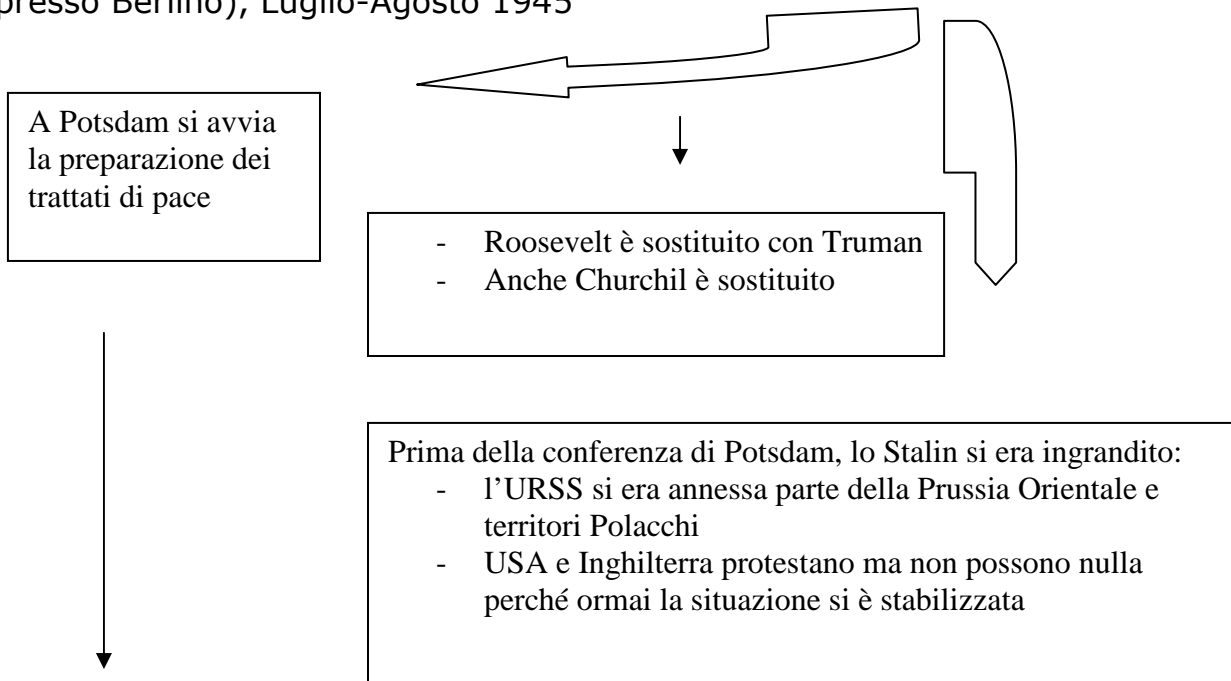 presso Berlino), Luglio-Agosto 1945
A Potsdam si avvia
la preparazione dei
trattati di pace
- Roosevelt è sostituito con Truman
- Anche Churchil è sostituito
Prima della conferenza di Potsdam, lo Stalin si era ingrandito:
- l’URSS si era annessa parte della Prussia Orientale e
territori Polacchi
- USA e Inghilterra protestano ma non possono nulla
perché ormai la situazione si è stabilizzata